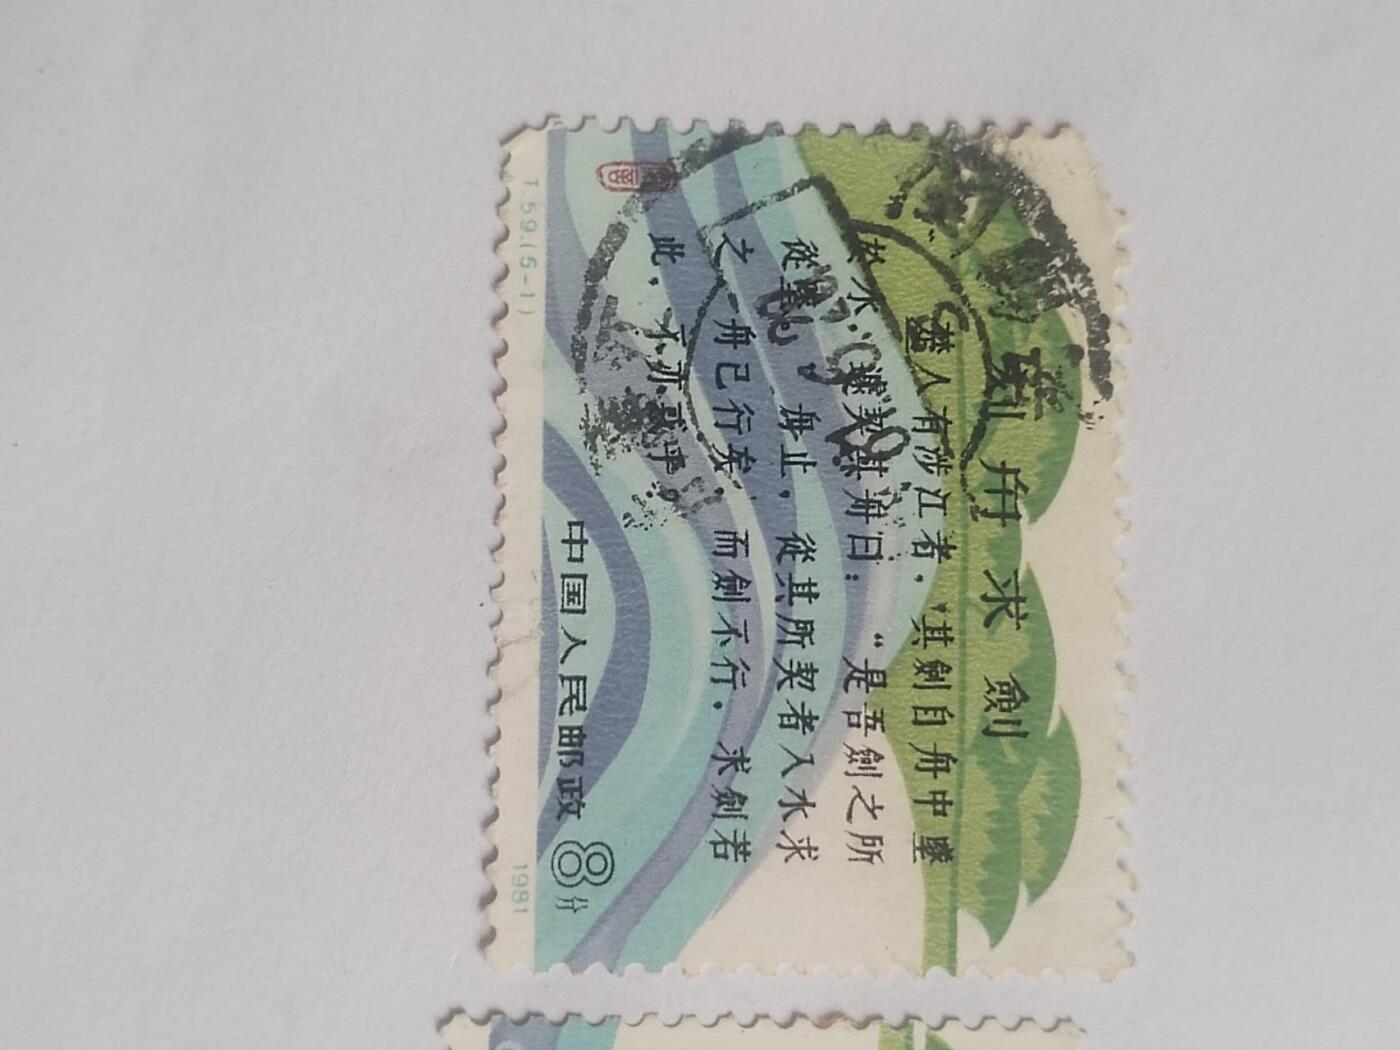 刻舟求劍
楚人有涉江者，其劍自舟中墜
於水，遽契其舟曰：“是吾劍之所
從墜。”舟止，從其所契者入水求
之，舟已行矣，而劍不行，求劍若
此，不亦惑乎。
中国人民邮政 8分
T.59.(5-1) 1981